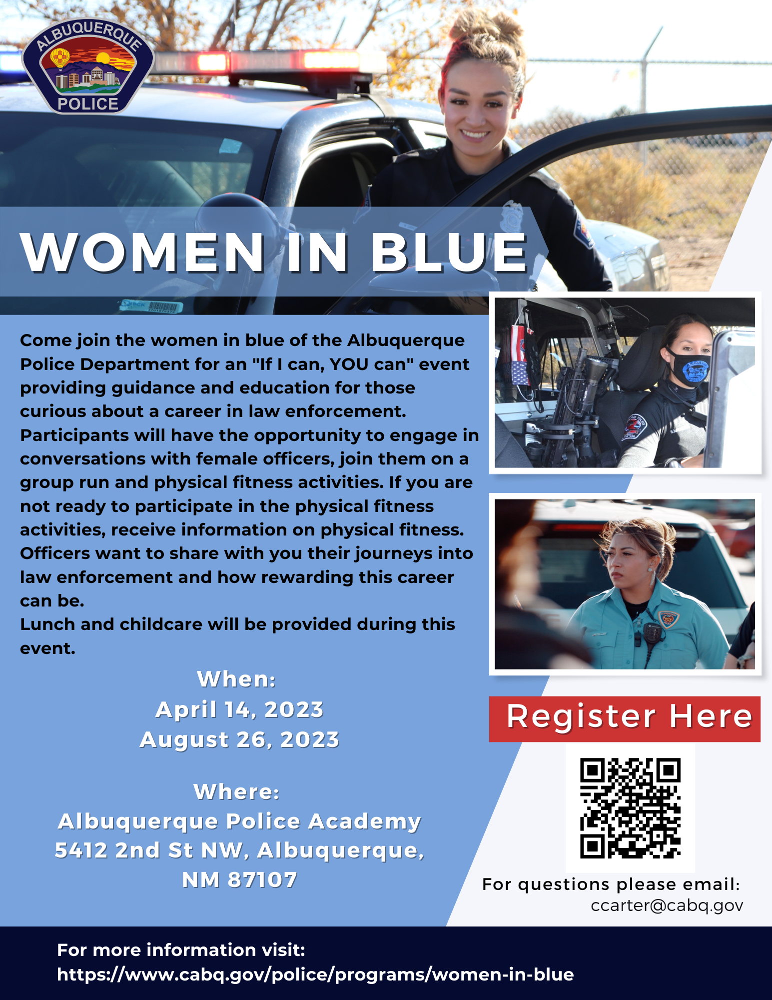 ALBUQUERQUE
POLICE
WOMEN IN BLUE
Come join the women in blue of the Albuquerque
Police Department for an "If I can, YOU can" event
providing guidance and education for those
curious about a career in law enforcement.
Participants will have the opportunity to engage in
conversations with female officers, join them on a
group run and physical fitness activities. If you are
not ready to participate in the physical fitness
activities, receive information on physical fitness.
Officers want to share with you their journeys into
law enforcement and how rewarding this career
can be.
Lunch and childcare will be provided during this
event.
When:
April 14, 2023
August 26, 2023
Where:
Albuquerque Police Academy
5412 2nd St NW, Albuquerque,
NM 87107
Register Here
For questions please email:
ccarter@cabq.gov
For more information visit:
https://www.cabq.gov/police/programs/women-in-blue